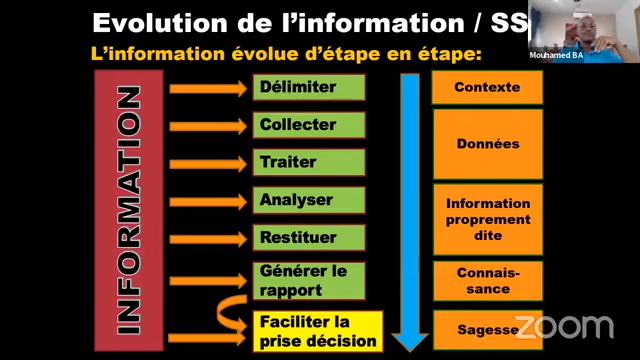 Evolution de l’information / SS
Mouhamed BA
L’information évolue d’étape en étape:
INFORMATION
Délimiter
Collecter
Traiter
Analyser
Restituer
Générer le
rapport
Faciliter la
prise décision
Contexte
Données
Information
proprement
dite
Connais-
sance
Sagesse
zoom